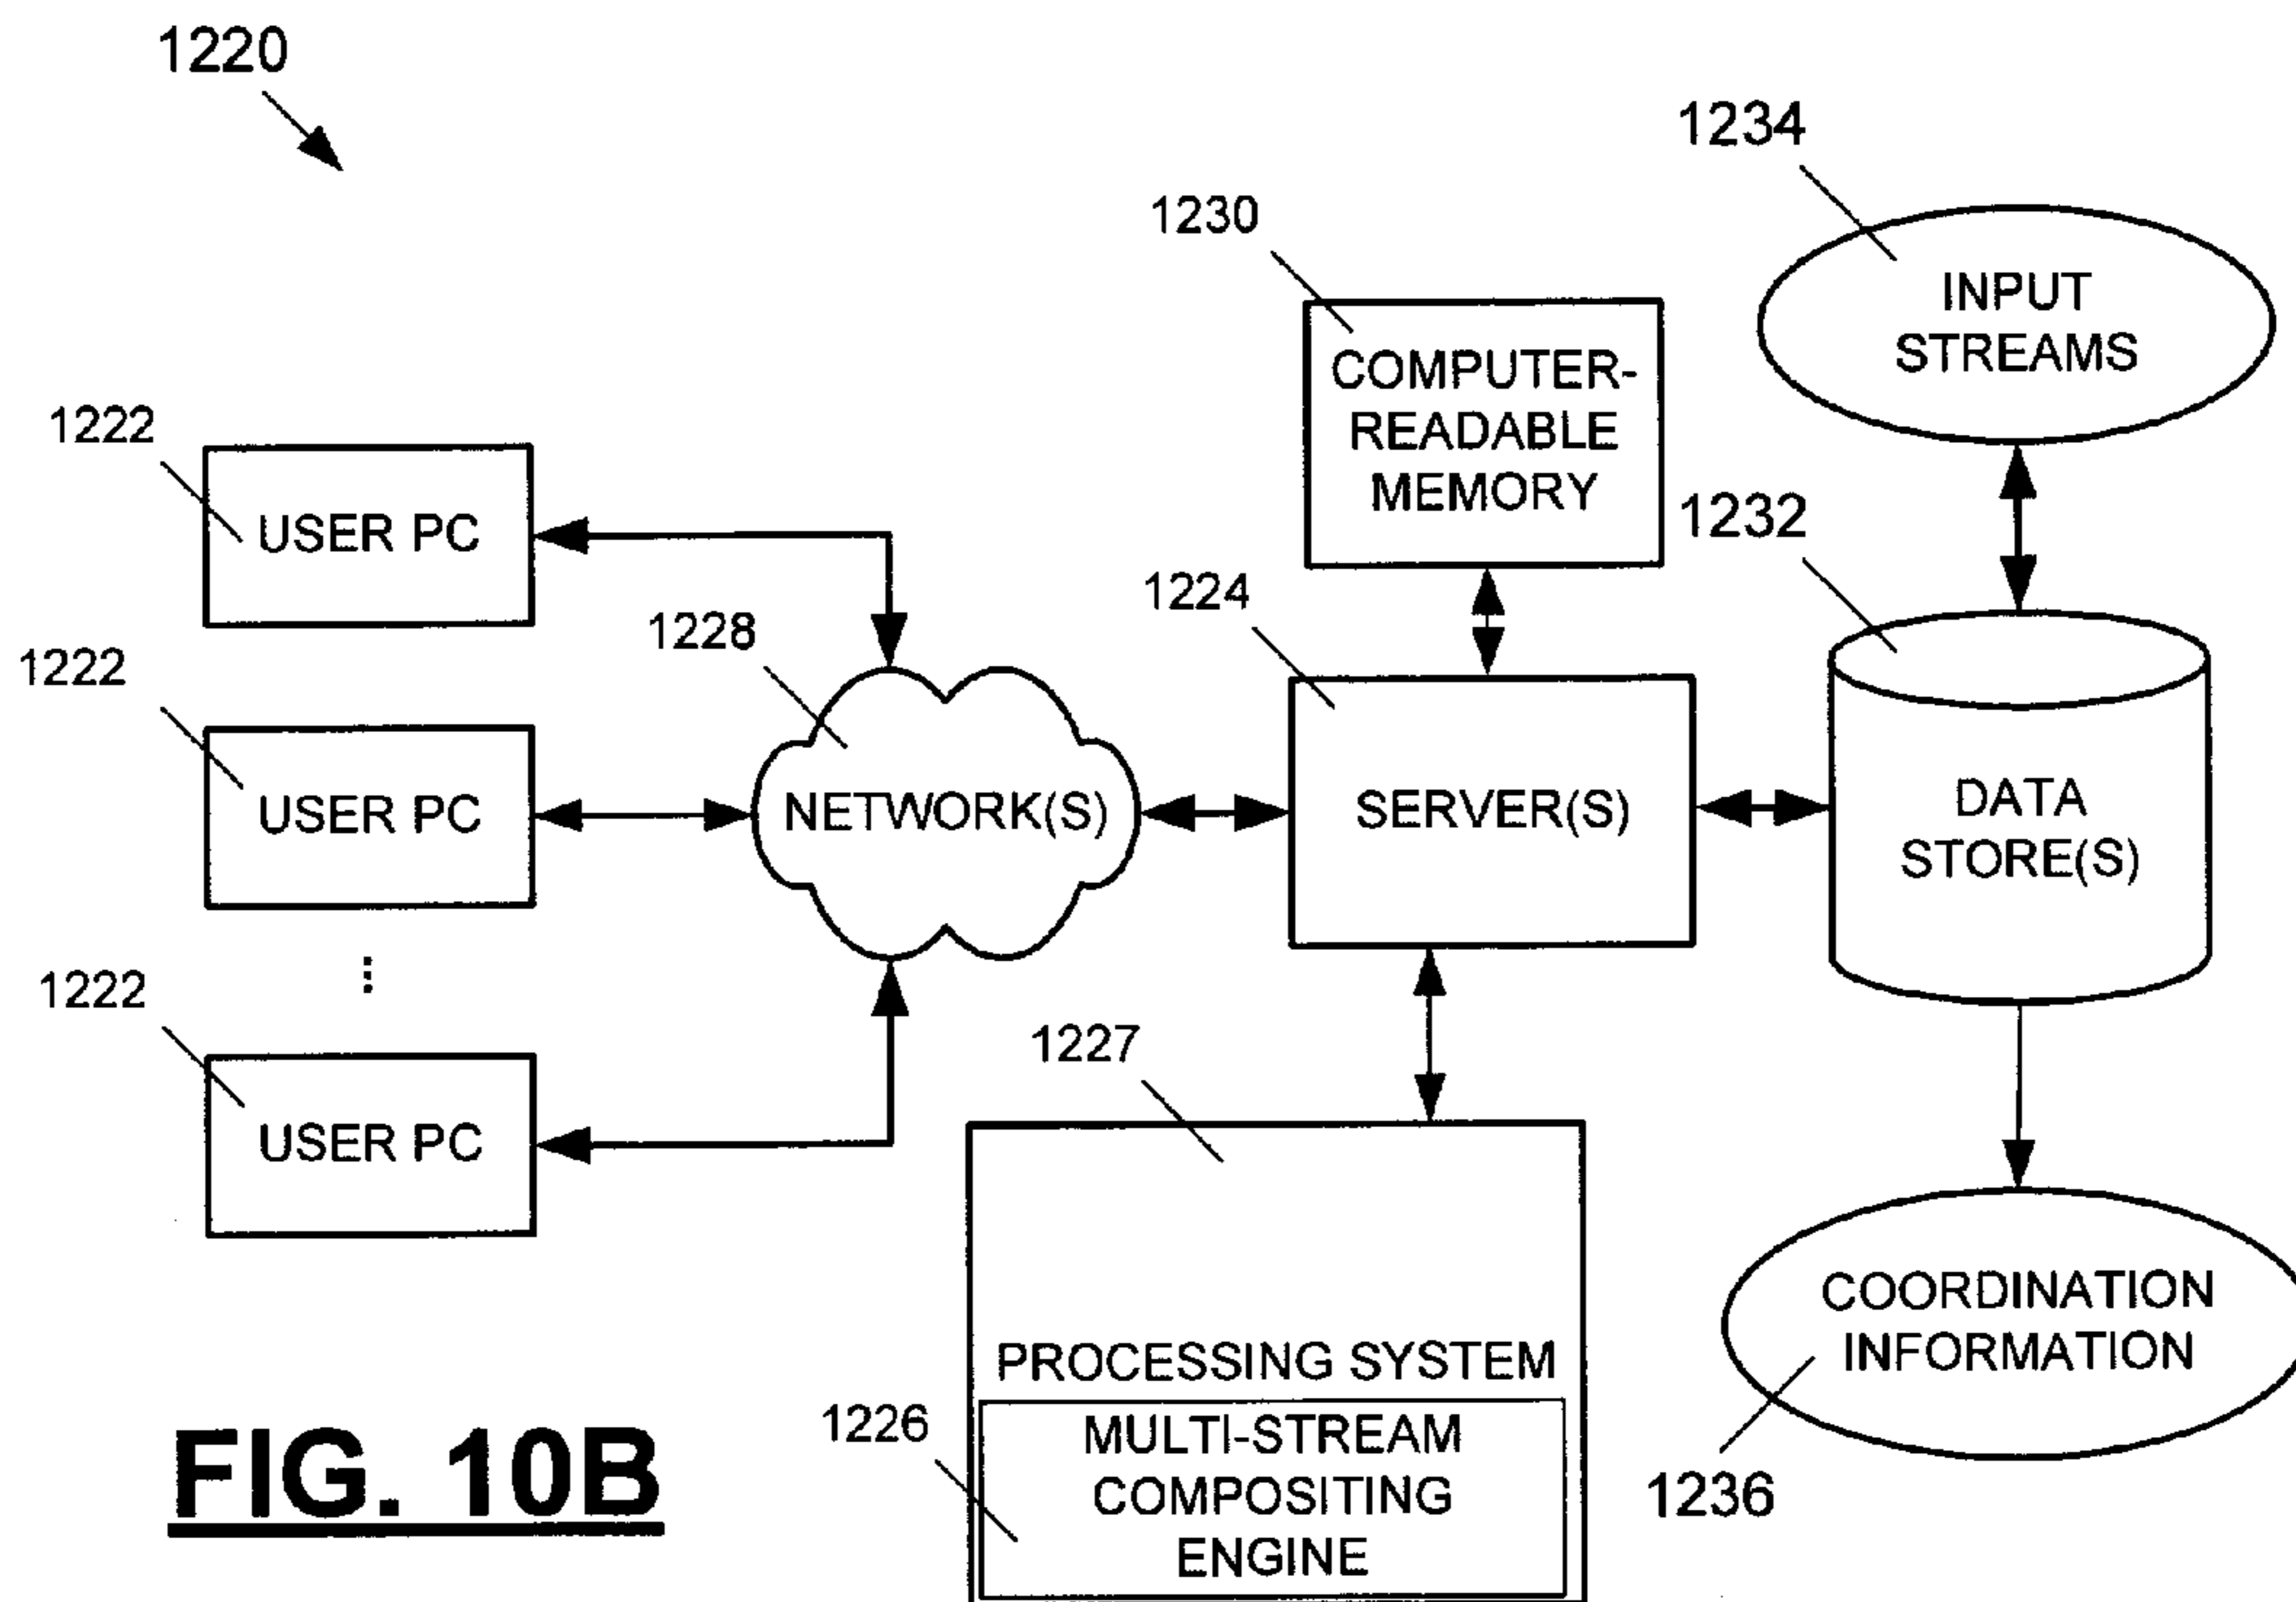 1220
1234
INPUT
STREAMS
1230
COMPUTER-
READABLE
MEMORY
1222
USER PC
1232
1224
1228
1222
USER PC
NETWORK(S)
SERVER(S)
DATA
STORE(S)
1222
USER PC
1227
PROCESSING SYSTEM
1226
MULTI-STREAM
COMPOSITING
ENGINE
COORDINATION
INFORMATION
1236
FIG. 10B